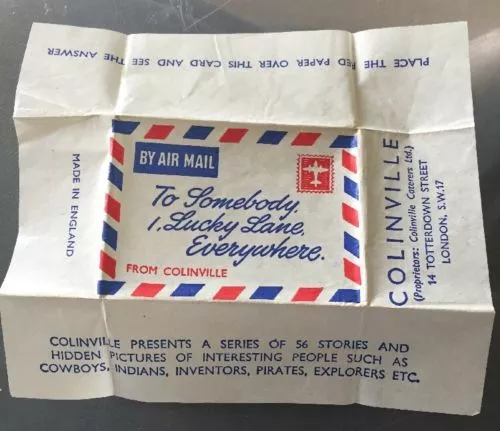 PLACE THE RED PAPER OVER THIS CARD AND SEE THE ANSWER
MADE IN ENGLAND
BY AIR MAIL
To Somebody,
1, Lucky Lane,
Everywhere.
FROM COLINVILLE
COLINVILLE
(Proprietors: Colinville Caterers Ltd.)
14 TOTTERDOWN STREET
LONDON, S.W.17
COLINVILLE PRESENTS A SERIES OF 56 STORIES AND
HIDDEN PICTURES OF INTERESTING PEOPLE SUCH AS
COWBOYS, INDIANS, INVENTORS, PIRATES, EXPLORERS ETC.